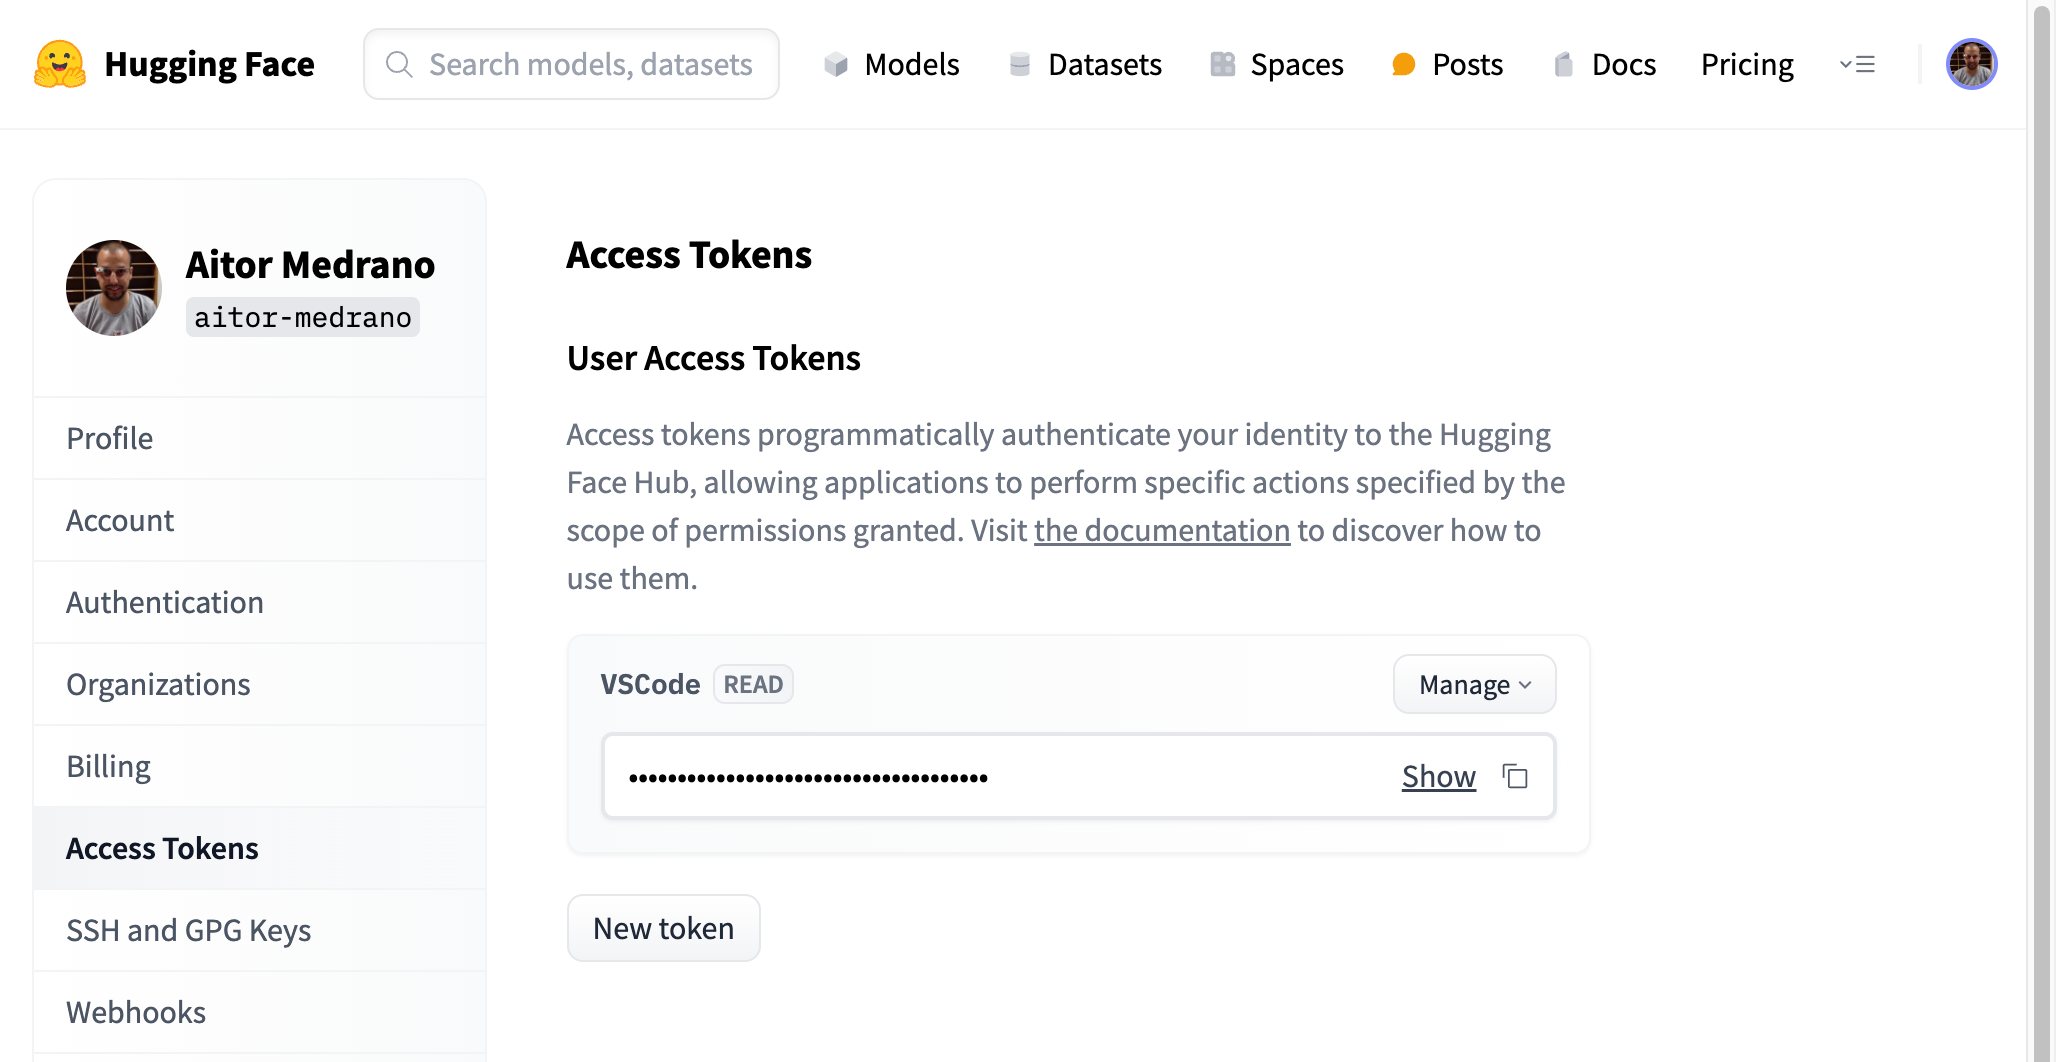 Hugging Face
Search models, datasets
Models
Datasets
Spaces
Posts
Docs
Pricing
Aitor Medrano
aitor-medrano
Profile
Account
Authentication
Organizations
Billing
Access Tokens
SSH and GPG Keys
Webhooks
Access Tokens
User Access Tokens
Access tokens programmatically authenticate your identity to the Hugging
Face Hub, allowing applications to perform specific actions specified by the
scope of permissions granted. Visit the documentation to discover how to
use them.
VSCode READ
Manage
•••••••••••••••••••••••••••••••••••••
Show
New token